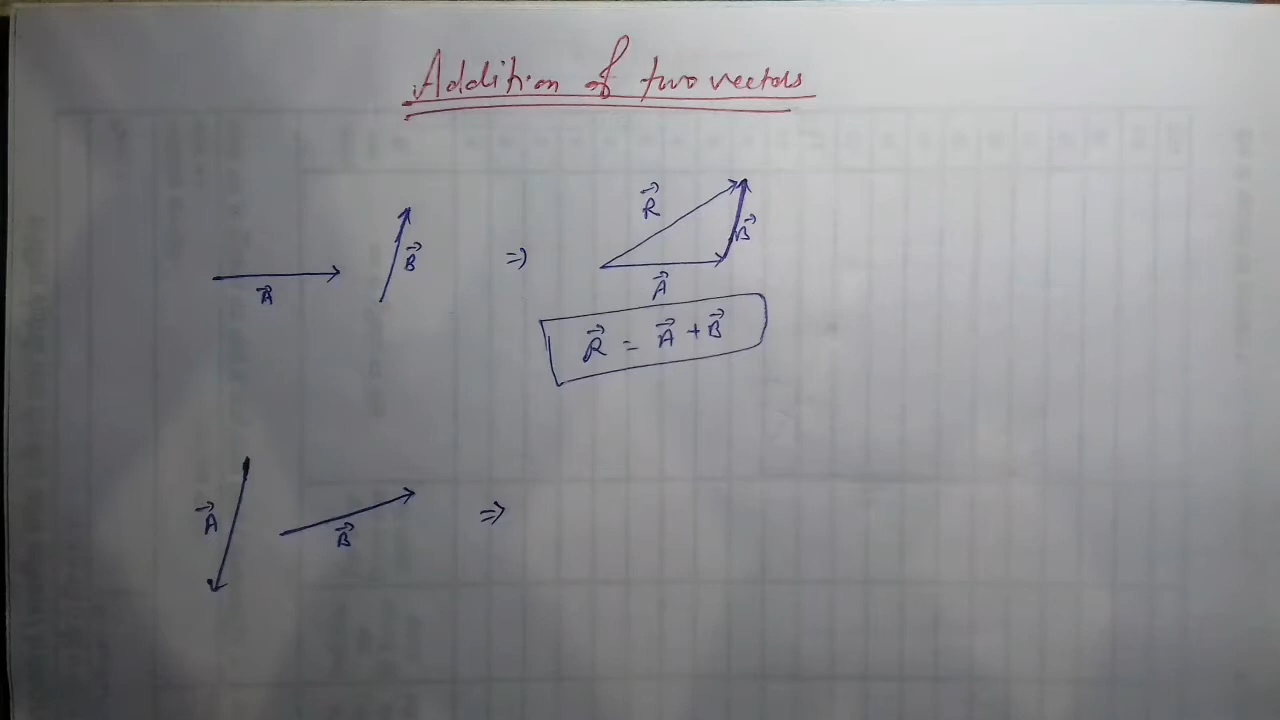 Addition of two vectors
A⃗ B⃗ ⇒ R⃗ A⃗ B⃗
R⃗ = A⃗ + B⃗
A⃗ B⃗ ⇒